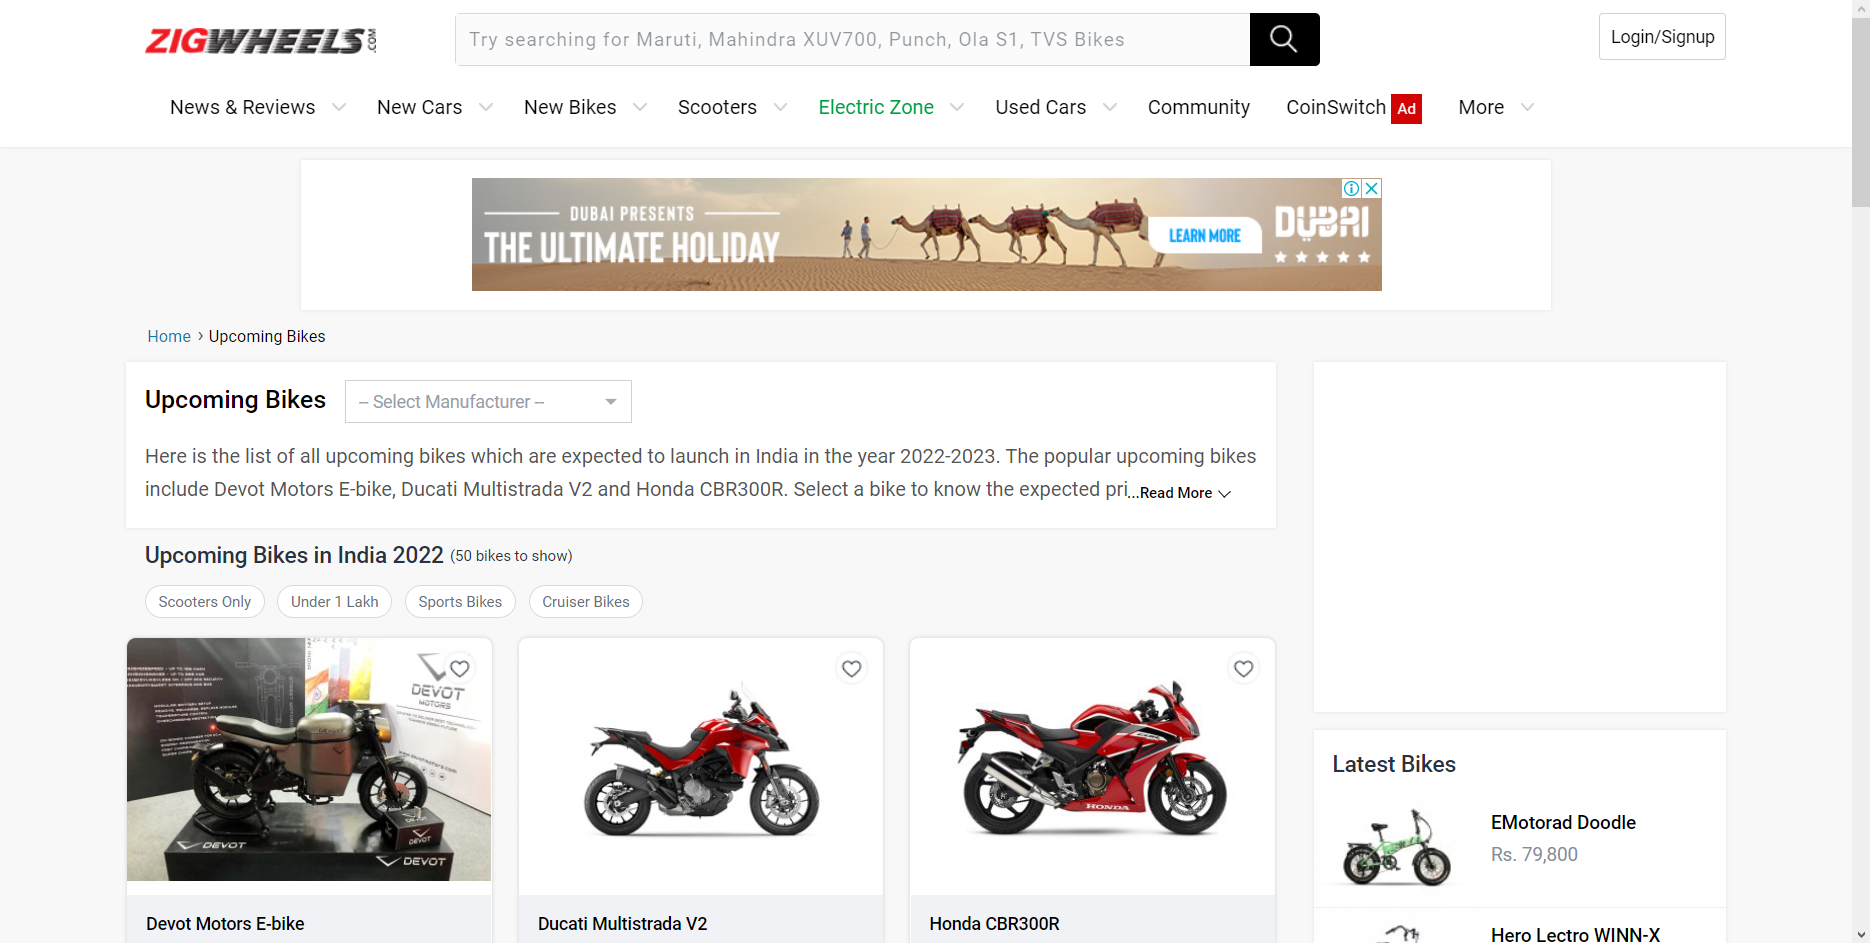 ZIGWHEELS.COM
Try searching for Maruti, Mahindra XUV700, Punch, Ola S1, TVS Bikes
Login/Signup
News & Reviews New Cars New Bikes Scooters Electric Zone Used Cars Community CoinSwitch Ad More
DUBAI PRESENTS
THE ULTIMATE HOLIDAY
LEARN MORE
DUBAI
Home › Upcoming Bikes
Upcoming Bikes
-- Select Manufacturer --
Here is the list of all upcoming bikes which are expected to launch in India in the year 2022-2023. The popular upcoming bikes
include Devot Motors E-bike, Ducati Multistrada V2 and Honda CBR300R. Select a bike to know the expected pri...Read More
Upcoming Bikes in India 2022 (50 bikes to show)
Scooters Only Under 1 Lakh Sports Bikes Cruiser Bikes
DEVOT
MOTORS
www.devotmotors.com
DEVOT
DEVOT
DEVOT
HONDA
Devot Motors E-bike
Ducati Multistrada V2
Honda CBR300R
Latest Bikes
EMotorad Doodle
Rs. 79,800
Hero Lectro WINN-X